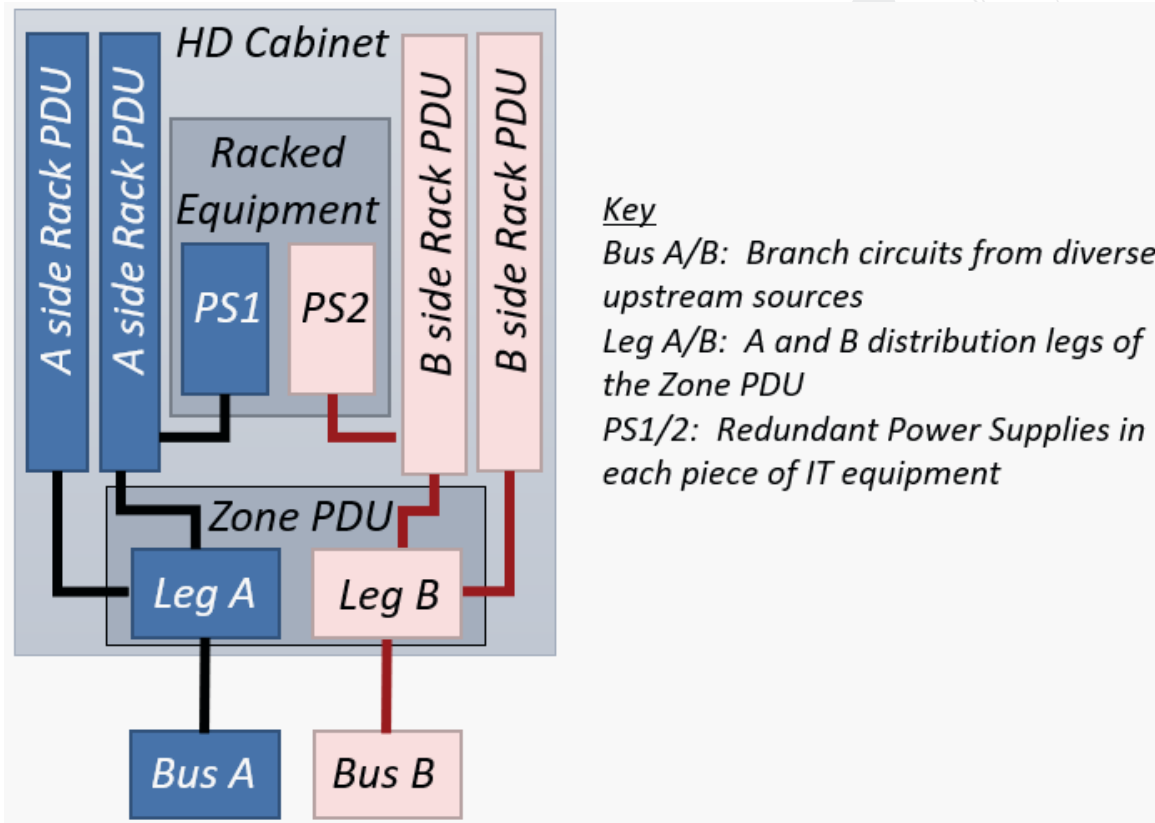 HD Cabinet
A side Rack PDU
A side Rack PDU
Racked
Equipment
PS1
PS2
B side Rack PDU
B side Rack PDU
Zone PDU
Leg A
Leg B
Bus A
Bus B
Key
Bus A/B: Branch circuits from diverse
upstream sources
Leg A/B: A and B distribution legs of
the Zone PDU
PS1/2: Redundant Power Supplies in
each piece of IT equipment